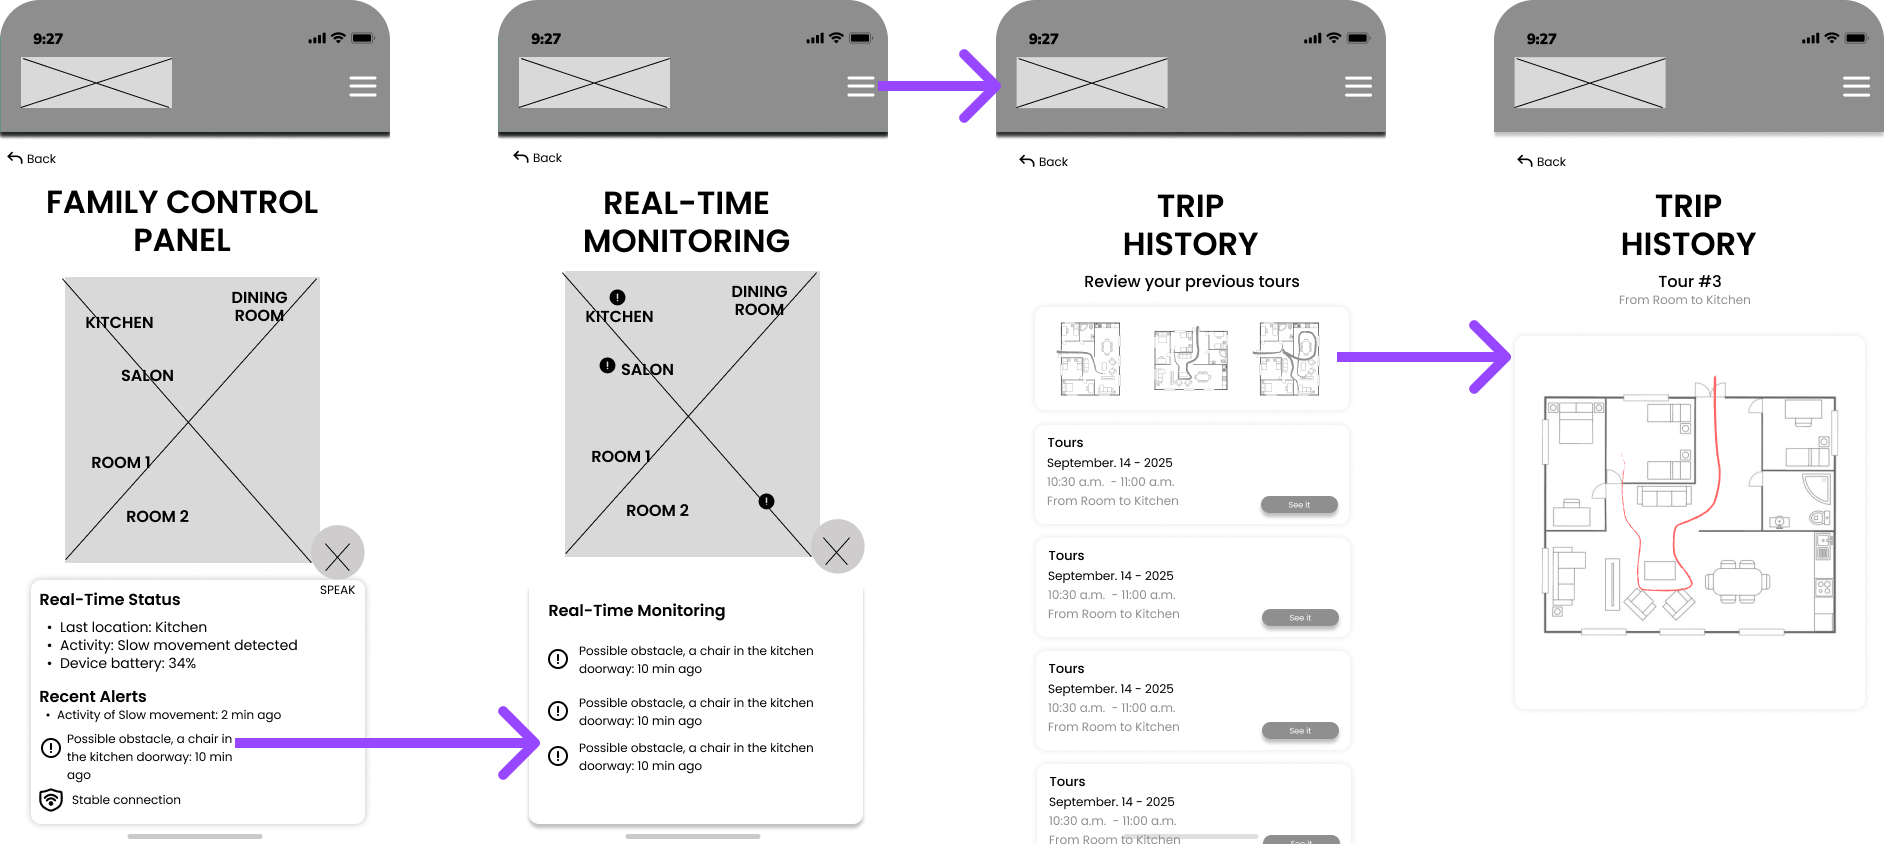 9:27
Back
FAMILY CONTROL
PANEL
KITCHEN
DINING
ROOM
SALON
ROOM 1
ROOM 2
SPEAK
Real-Time Status
• Last location: Kitchen
• Activity: Slow movement detected
• Device battery: 34%
Recent Alerts
• Activity of Slow movement: 2 min ago
Possible obstacle, a chair in
the kitchen doorway: 10 min
ago
Stable connection
9:27
Back
REAL-TIME
MONITORING
KITCHEN
DINING
ROOM
SALON
ROOM 1
ROOM 2
Real-Time Monitoring
Possible obstacle, a chair in the kitchen
doorway: 10 min ago
Possible obstacle, a chair in the kitchen
doorway: 10 min ago
Possible obstacle, a chair in the kitchen
doorway: 10 min ago
9:27
Back
TRIP
HISTORY
Review your previous tours
Tours
September. 14 - 2025
10:30 a.m. - 11:00 a.m.
From Room to Kitchen
See it
Tours
September. 14 - 2025
10:30 a.m. - 11:00 a.m.
From Room to Kitchen
See it
Tours
September. 14 - 2025
10:30 a.m. - 11:00 a.m.
From Room to Kitchen
See it
Tours
September. 14 - 2025
10:30 a.m. - 11:00 a.m.
From Room to Kitchen
See it
9:27
Back
TRIP
HISTORY
Tour #3
From Room to Kitchen